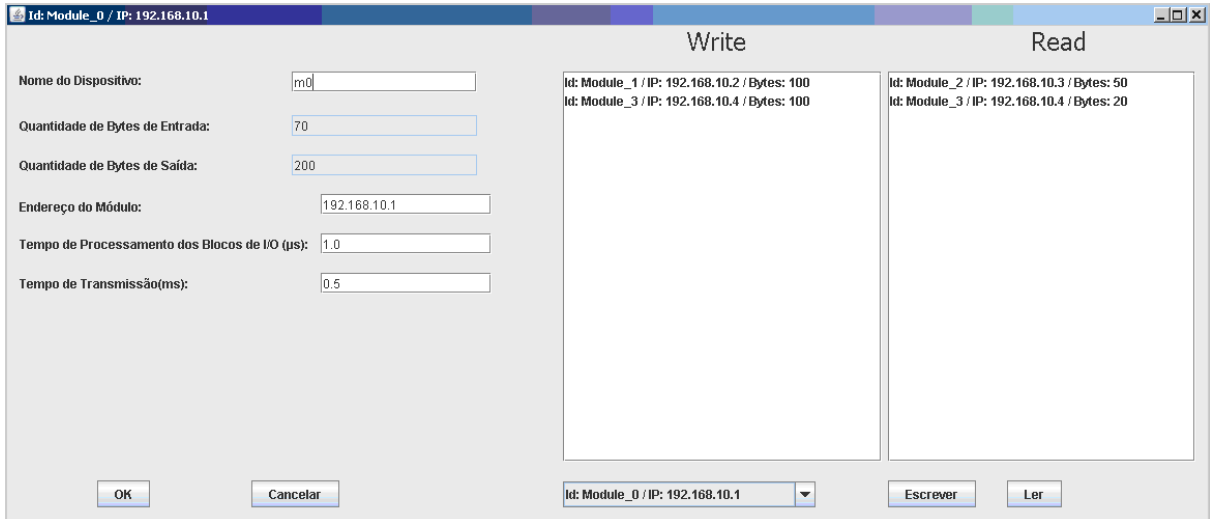 Id: Module_0 / IP: 192.168.10.1
Write
Read
Nome do Dispositivo:
m0
Quantidade de Bytes de Entrada:
70
Quantidade de Bytes de Saída:
200
Endereço do Módulo:
192.168.10.1
Tempo de Processamento dos Blocos de I/O (µs):
1.0
Tempo de Transmissão(ms):
0.5
Id: Module_1 / IP: 192.168.10.2 / Bytes: 100
Id: Module_3 / IP: 192.168.10.4 / Bytes: 100
Id: Module_2 / IP: 192.168.10.3 / Bytes: 50
Id: Module_3 / IP: 192.168.10.4 / Bytes: 20
OK
Cancelar
Id: Module_0 / IP: 192.168.10.1
Escrever
Ler